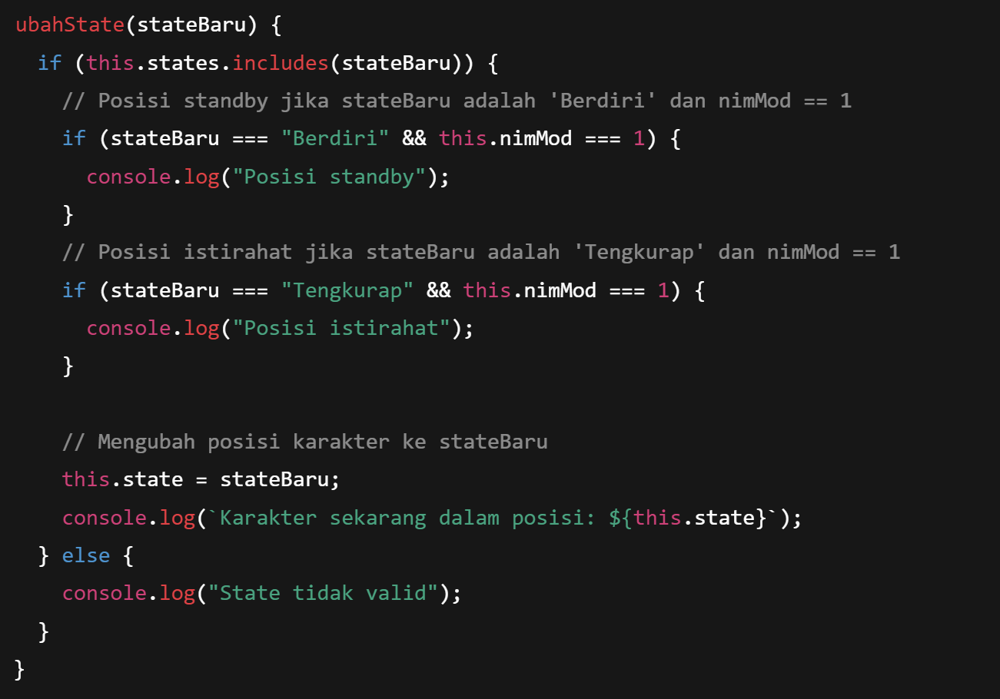 ubahState(stateBaru) {
  if (this.states.includes(stateBaru)) {
    // Posisi standby jika stateBaru adalah 'Berdiri' dan nimMod == 1
    if (stateBaru === "Berdiri" && this.nimMod === 1) {
      console.log("Posisi standby");
    }
    // Posisi istirahat jika stateBaru adalah 'Tengkurap' dan nimMod == 1
    if (stateBaru === "Tengkurap" && this.nimMod === 1) {
      console.log("Posisi istirahat");
    }

    // Mengubah posisi karakter ke stateBaru
    this.state = stateBaru;
    console.log(`Karakter sekarang dalam posisi: ${this.state}`);
  } else {
    console.log("State tidak valid");
  }
}